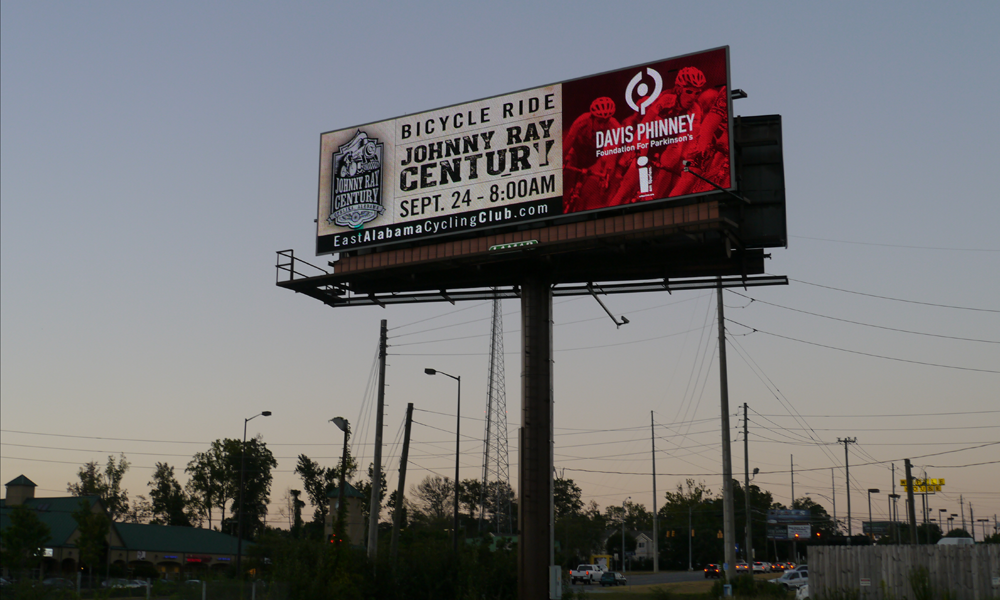 BICYCLE RIDE
JOHNNY RAY
CENTURY
SEPT. 24 - 8:00AM
EastAlabamaCyclingClub.com
JOHNNY RAY
CENTURY
DAVIS PHINNEY
Foundation For Parkinson's
LAMAR